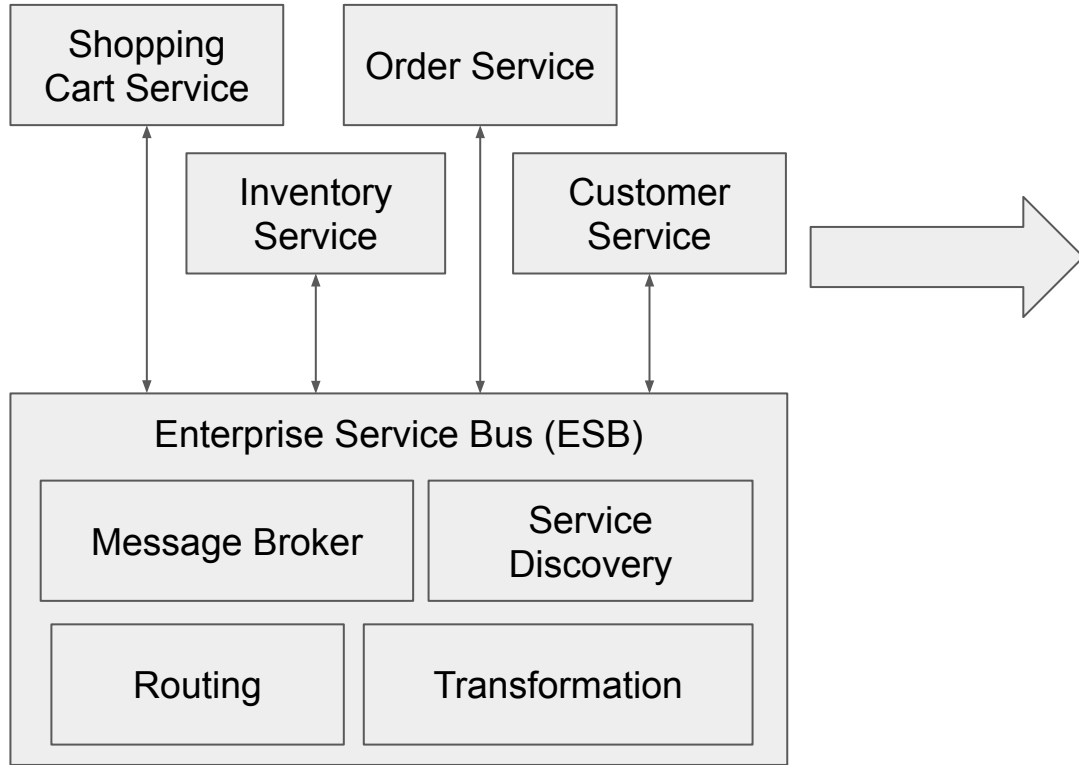 Shopping
Cart Service
Order Service
Inventory
Service
Customer
Service
Enterprise Service Bus (ESB)
Message Broker
Service
Discovery
Routing
Transformation